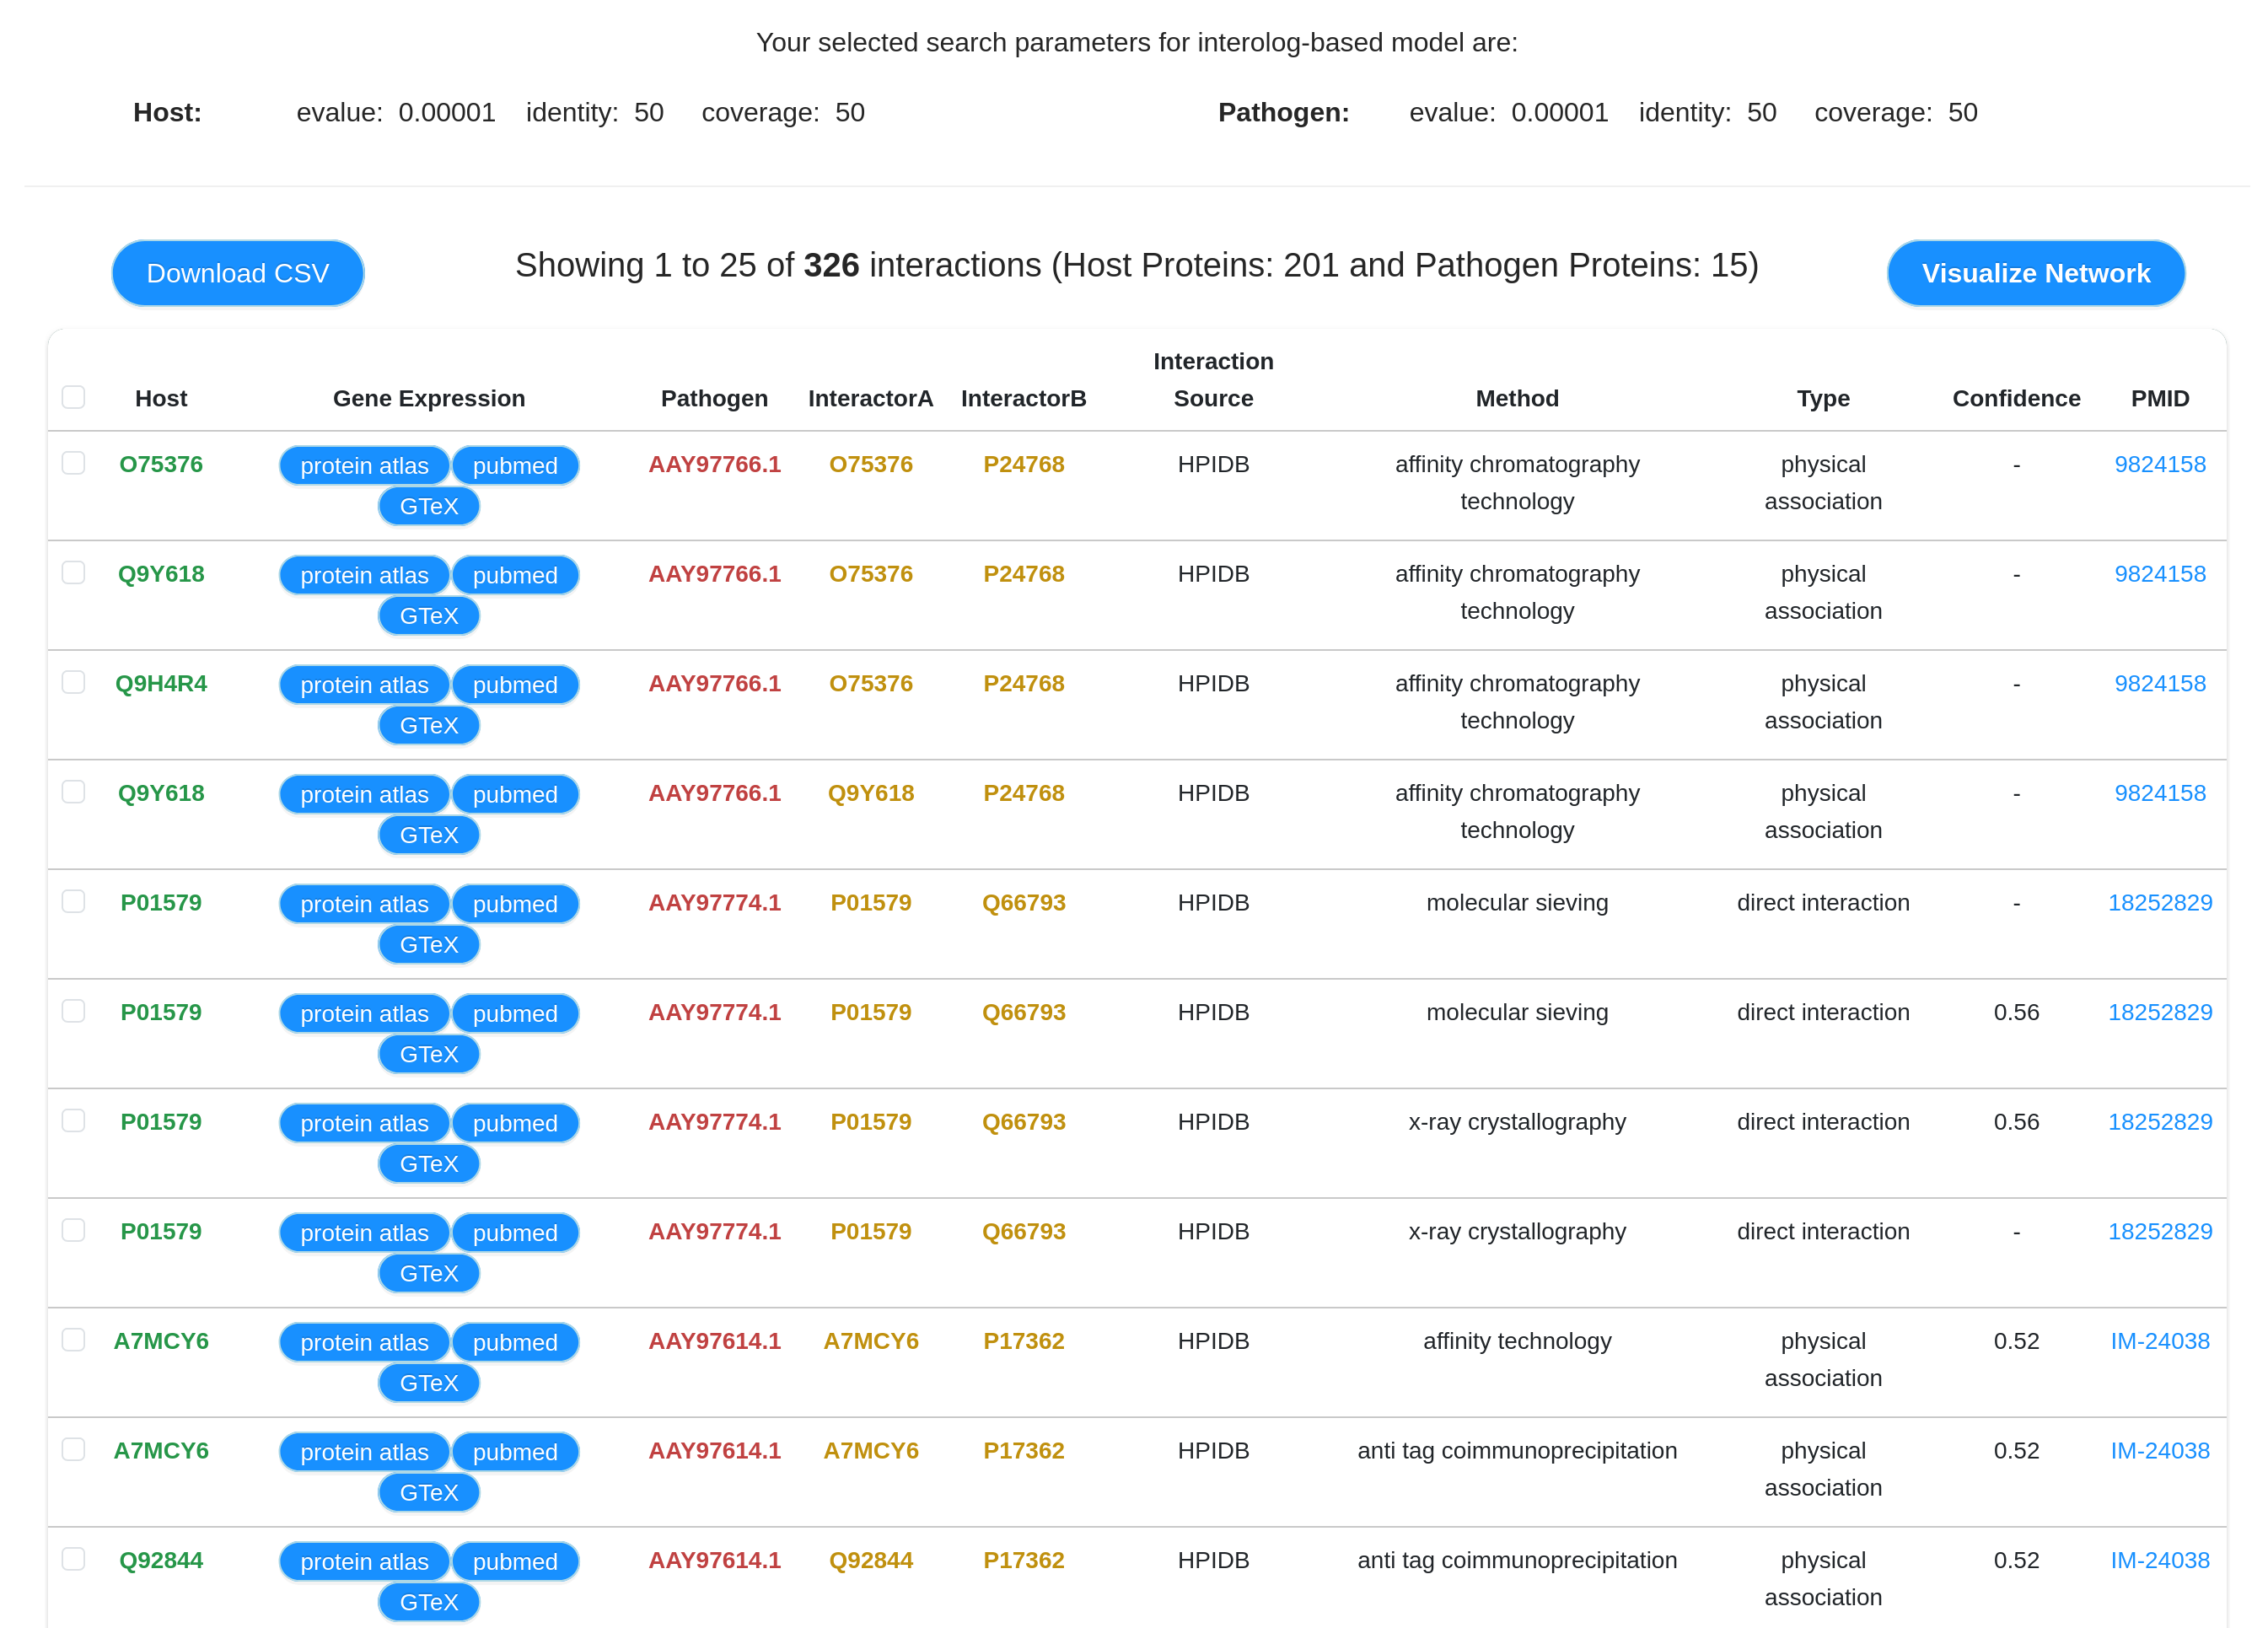 Your selected search parameters for interolog-based model are:
Host: evalue: 0.00001 identity: 50 coverage: 50 Pathogen: evalue: 0.00001 identity: 50 coverage: 50
Download CSV Showing 1 to 25 of 326 interactions (Host Proteins: 201 and Pathogen Proteins: 15) Visualize Network
Interaction
Host Gene Expression Pathogen InteractorA InteractorB Source Method Type Confidence PMID
O75376 protein atlas pubmed AAY97766.1 O75376 P24768 HPIDB affinity chromatography physical - 9824158
GTeX technology association
Q9Y618 protein atlas pubmed AAY97766.1 O75376 P24768 HPIDB affinity chromatography physical - 9824158
GTeX technology association
Q9H4R4 protein atlas pubmed AAY97766.1 O75376 P24768 HPIDB affinity chromatography physical - 9824158
GTeX technology association
Q9Y618 protein atlas pubmed AAY97766.1 Q9Y618 P24768 HPIDB affinity chromatography physical - 9824158
GTeX technology association
P01579 protein atlas pubmed AAY97774.1 P01579 Q66793 HPIDB molecular sieving direct interaction - 18252829
GTeX
P01579 protein atlas pubmed AAY97774.1 P01579 Q66793 HPIDB molecular sieving direct interaction 0.56 18252829
GTeX
P01579 protein atlas pubmed AAY97774.1 P01579 Q66793 HPIDB x-ray crystallography direct interaction 0.56 18252829
GTeX
P01579 protein atlas pubmed AAY97774.1 P01579 Q66793 HPIDB x-ray crystallography direct interaction - 18252829
GTeX
A7MCY6 protein atlas pubmed AAY97614.1 A7MCY6 P17362 HPIDB affinity technology physical 0.52 IM-24038
GTeX association
A7MCY6 protein atlas pubmed AAY97614.1 A7MCY6 P17362 HPIDB anti tag coimmunoprecipitation physical 0.52 IM-24038
GTeX association
Q92844 protein atlas pubmed AAY97614.1 Q92844 P17362 HPIDB anti tag coimmunoprecipitation physical 0.52 IM-24038
GTeX association